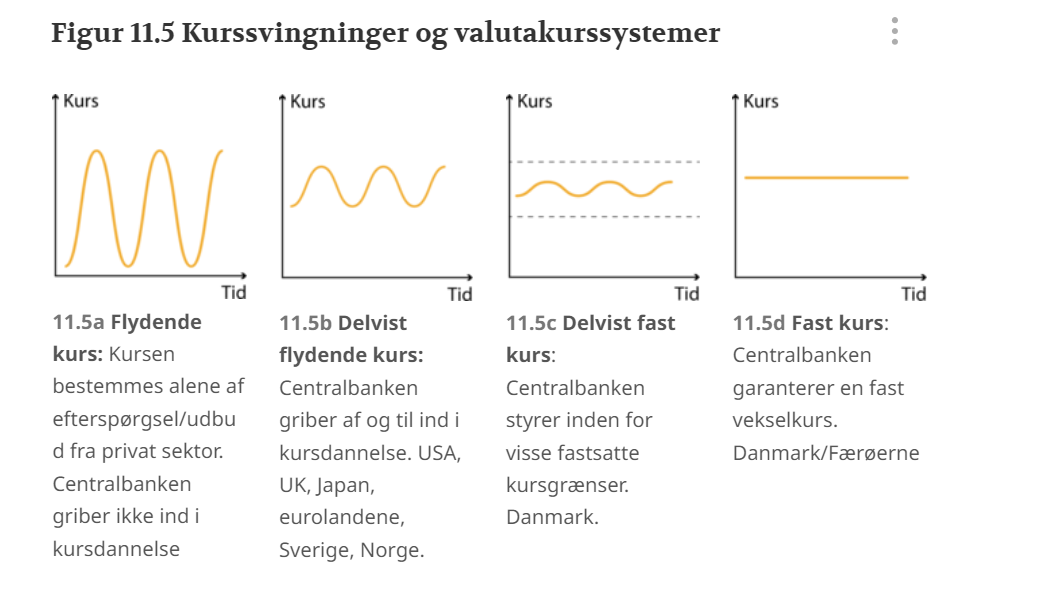 Figur 11.5 Kurssvingninger og valutakurssystemer
Kurs
Tid
11.5a Flydende
kurs: Kursen
bestemmes alene af
efterspørgsel/udbu
d fra privat sektor.
Centralbanken
griber ikke ind i
kursdannelse
Kurs
Tid
11.5b Delvist
flydende kurs:
Centralbanken
griber af og til ind i
kursdannelse. USA,
UK, Japan,
eurolandene,
Sverige, Norge.
Kurs
Tid
11.5c Delvist fast
kurs:
Centralbanken
styrer inden for
visse fastsatte
kursgrænser.
Danmark.
Kurs
Tid
11.5d Fast kurs:
Centralbanken
garanterer en fast
vekselkurs.
Danmark/Færøerne